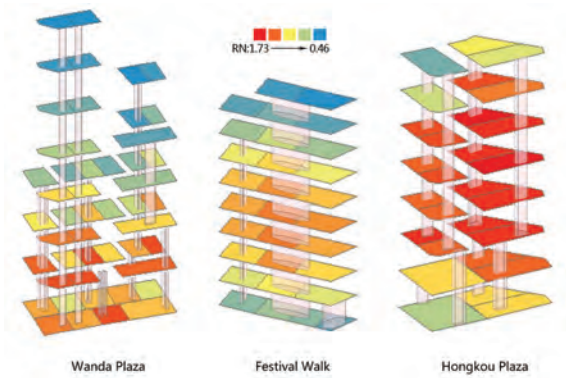 RN:1.73 → 0.46
Wanda Plaza
Festival Walk
Hongkou Plaza